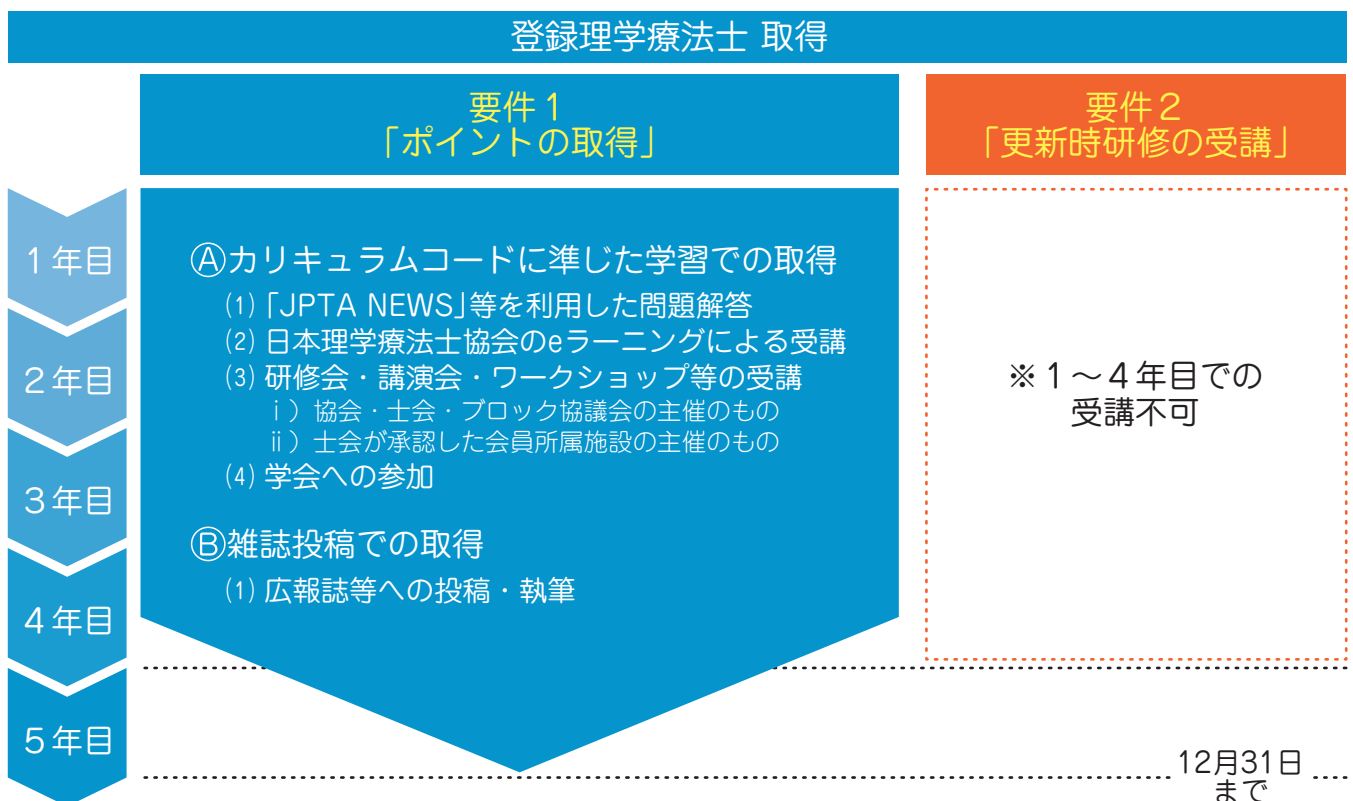 登録理学療法士 取得
要件1
「ポイントの取得」
要件2
「更新時研修の受講」
1年目
2年目
3年目
4年目
5年目
Ⓐカリキュラムコードに準じた学習での取得
⑴「JPTA NEWS」等を利用した問題解答
⑵ 日本理学療法士協会のeラーニングによる受講
⑶ 研修会・講演会・ワークショップ等の受講
ⅰ）協会・士会・ブロック協議会の主催のもの
ⅱ）士会が承認した会員所属施設の主催のもの
⑷ 学会への参加
Ⓑ雑誌投稿での取得
⑴ 広報誌等への投稿・執筆
※1〜4年目での
受講不可
12月31日
まで